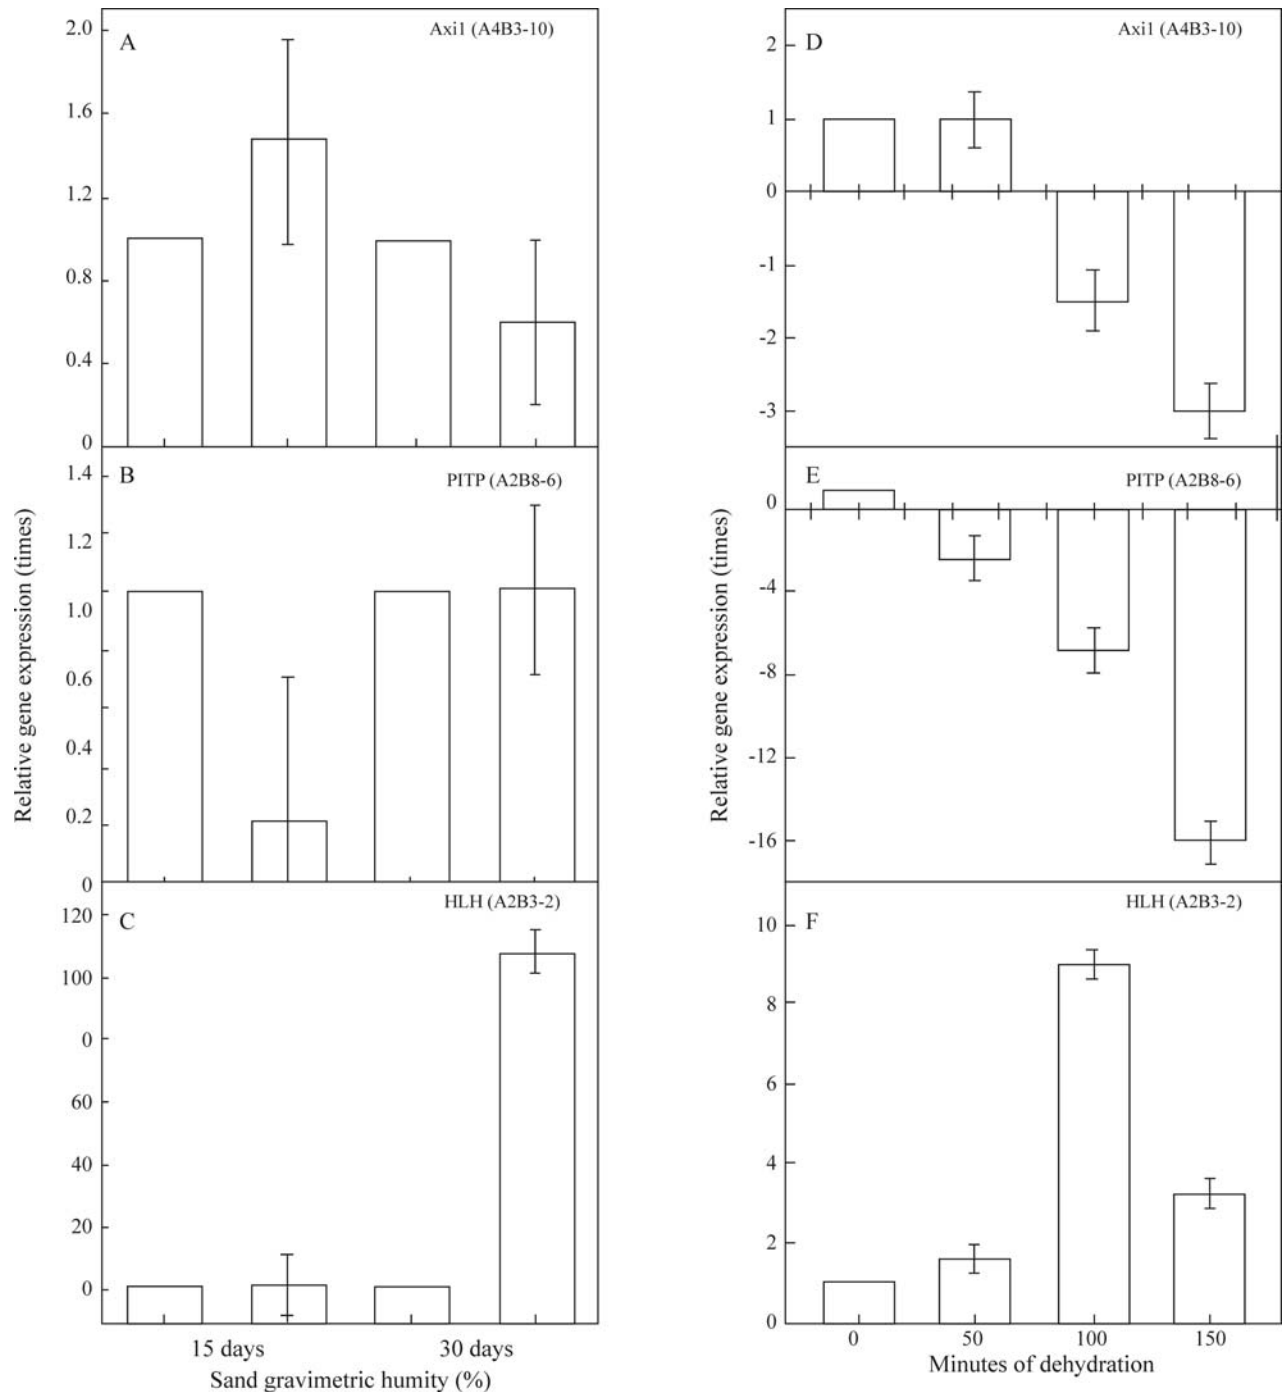 A
Axi1 (A4B3-10)
2.0
1.6
1.2
0.8
0.4
0
B
PITP (A2B8-6)
1.4
1.2
1.0
0.6
0.4
0.2
0
C
HLH (A2B3-2)
120
100
0
60
40
20
0
15 days
30 days
Sand gravimetric humidity (%)
Relative gene expression (times)
D
Axi1 (A4B3-10)
2
1
0
-1
-2
-3
E
PITP (A2B8-6)
0
-4
-8
-12
-16
F
HLH (A2B3-2)
10
8
6
4
2
0
0
50
100
150
Minutes of dehydration
Relative gene expression (times)